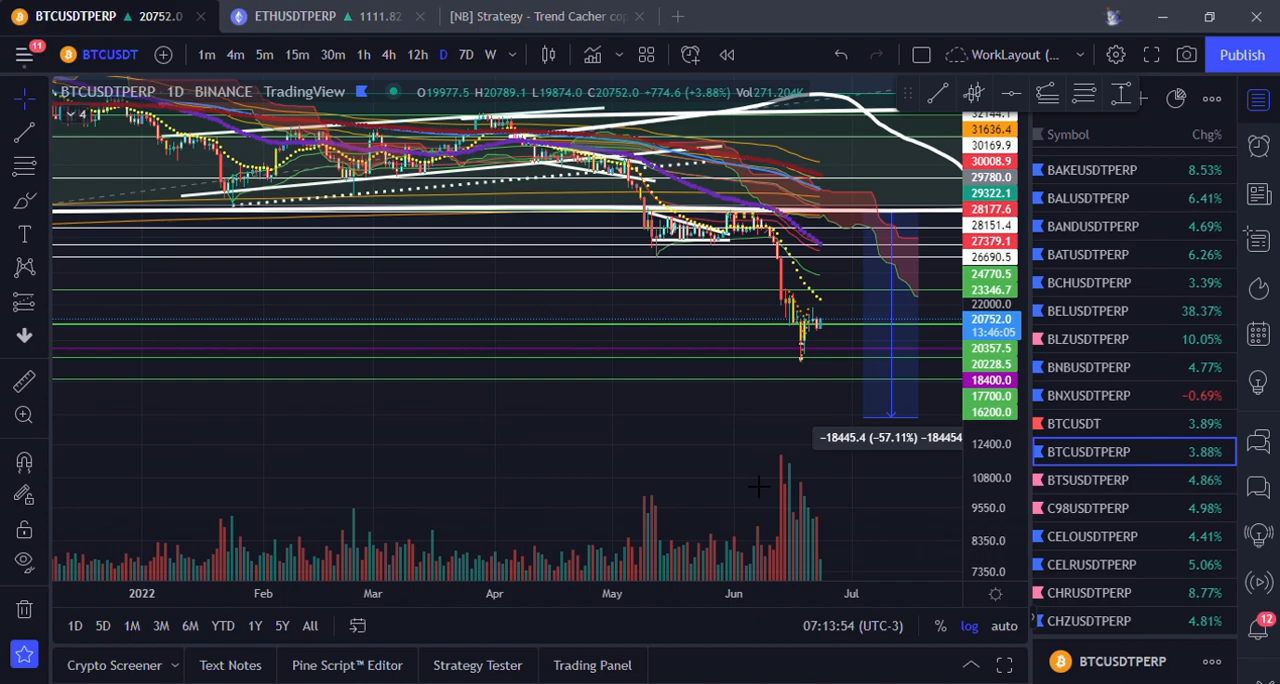 BTCUSDTPERP ▲ 20752.0
ETHUSDTPERP ▲ 1111.82
[NB] Strategy - Trend Cacher
11
BTCUSDT
1m 4m 5m 15m 30m 1h 4h 12h D 7D W
WorkLayout (...
Publish
BTCUSDTPERP 1D BINANCE TradingView O19977.5 H20789.1 L19874.0 C20752.0 +774.6 (+3.88%) Vol271.204K
4
31636.4
30169.9
30008.9
29780.0
29322.1
28177.6
28151.4
27379.1
26690.5
24770.5
23346.7
22000.0
20752.0
13:46:05
20357.5
20228.5
18400.0
17700.0
16200.0
12400.0
10800.0
9550.0
8350.0
7350.0
−18445.4 (−57.11%) −18454
2022 Feb Mar Apr May Jun Jul
1D 5D 1M 3M 6M YTD 1Y 5Y All
07:13:54 (UTC-3)
% log auto
Crypto Screener
Text Notes
Pine Script™ Editor
Strategy Tester
Trading Panel
Symbol Chg%
BAKEUSDTPERP 8.53%
BALUSDTPERP 6.41%
BANDUSDTPERP 4.69%
BATUSDTPERP 6.26%
BCHUSDTPERP 3.39%
BELUSDTPERP 38.37%
BLZUSDTPERP 10.05%
BNBUSDTPERP 4.77%
BNXUSDTPERP −0.69%
BTCUSDT 3.89%
BTCUSDTPERP 3.88%
BTSUSDTPERP 4.86%
C98USDTPERP 4.98%
CELOUSDTPERP 4.41%
CELRUSDTPERP 5.06%
CHRUSDTPERP 8.77%
CHZUSDTPERP 4.81%
BTCUSDTPERP
12